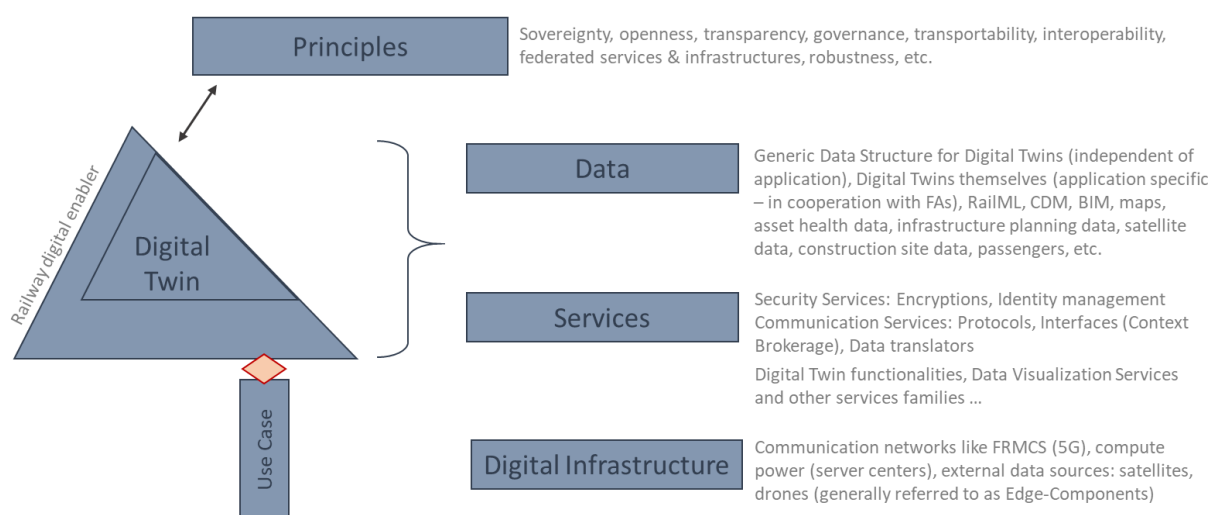 Principles
Sovereignty, openness, transparency, governance, transportability, interoperability,
federated services & infrastructures, robustness, etc.
Railway digital enabler
Digital
Twin
Use Case
Data
Generic Data Structure for Digital Twins (independent of
application), Digital Twins themselves (application specific
– in cooperation with FAs), RailML, CDM, BIM, maps,
asset health data, infrastructure planning data, satellite
data, construction site data, passengers, etc.
Services
Security Services: Encryptions, Identity management
Communication Services: Protocols, Interfaces (Context
Brokerage), Data translators
Digital Twin functionalities, Data Visualization Services
and other services families ...
Digital Infrastructure
Communication networks like FRMCS (5G), compute
power (server centers), external data sources: satellites,
drones (generally referred to as Edge-Components)